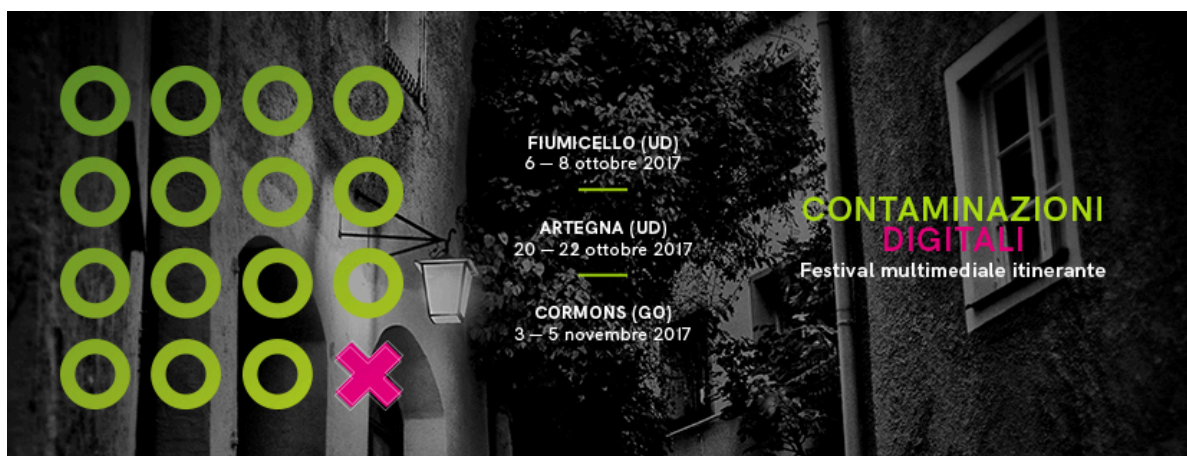 FIUMICELLO (UD)
6 – 8 ottobre 2017
ARTEGNA (UD)
20 – 22 ottobre 2017
CORMONS (GO)
3 – 5 novembre 2017
CONTAMINAZIONI
DIGITALI
Festival multimediale itinerante